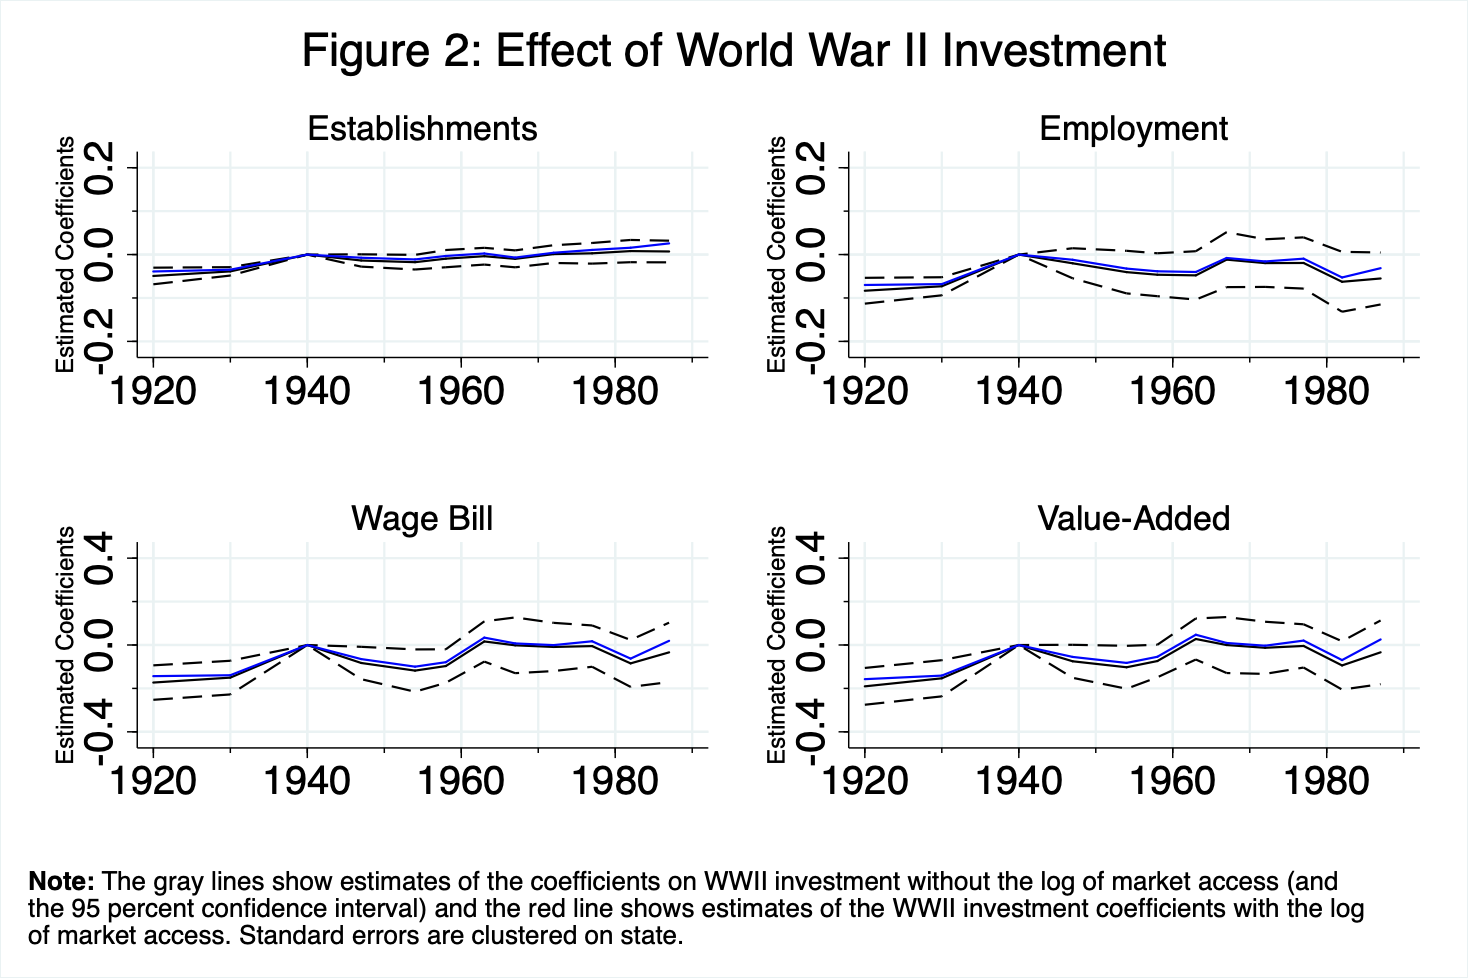 Figure 2: Effect of World War II Investment
Establishments
Estimated Coefficients
0.2
0.0
-0.2
1920 1940 1960 1980
Employment
Estimated Coefficients
0.2
0.0
-0.2
1920 1940 1960 1980
Wage Bill
Estimated Coefficients
0.4
0.0
-0.4
1920 1940 1960 1980
Value-Added
Estimated Coefficients
0.4
0.0
-0.4
1920 1940 1960 1980
Note: The gray lines show estimates of the coefficients on WWII investment without the log of market access (and
the 95 percent confidence interval) and the red line shows estimates of the WWII investment coefficients with the log
of market access. Standard errors are clustered on state.